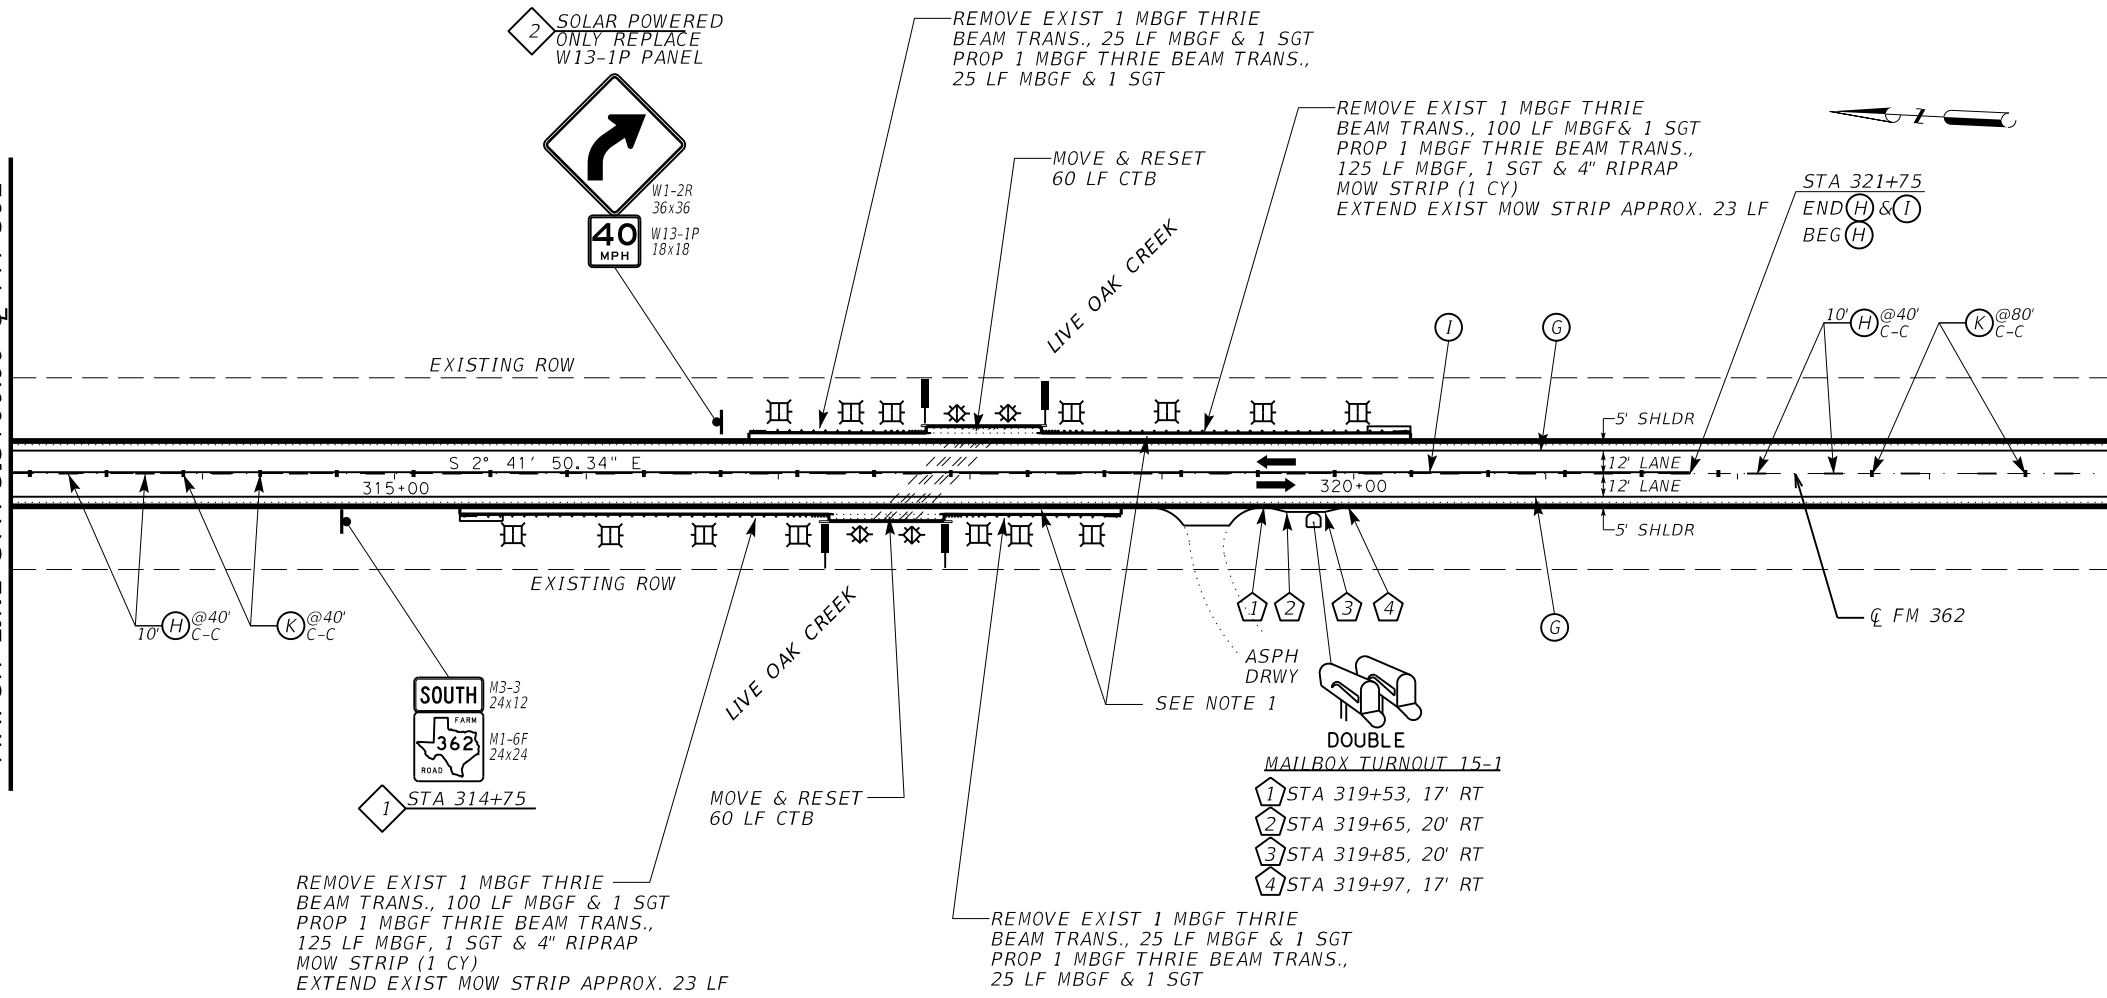 2
SOLAR POWERED
ONLY REPLACE
W13-1P PANEL
W1-2R
36x36
40
MPH
W13-1P
18x18
REMOVE EXIST 1 MBGF THRIE
BEAM TRANS., 25 LF MBGF & 1 SGT
PROP 1 MBGF THRIE BEAM TRANS.,
25 LF MBGF & 1 SGT
MOVE & RESET
60 LF CTB
REMOVE EXIST 1 MBGF THRIE
BEAM TRANS., 100 LF MBGF& 1 SGT
PROP 1 MBGF THRIE BEAM TRANS.,
125 LF MBGF, 1 SGT & 4" RIPRAP
MOW STRIP (1 CY)
EXTEND EXIST MOW STRIP APPROX. 23 LF
Z
STA 321+75
END H & I
BEG H
LIVE OAK CREEK
EXISTING ROW
I
G
10' H @40'
C-C
K @80'
C-C
5' SHLDR
12' LANE
12' LANE
5' SHLDR
S 2° 41' 50.34" E
315+00
320+00
EXISTING ROW
10' H @40'
C-C
K @40'
C-C
1
2
3
4
G
℄ FM 362
ASPH
DRWY
LIVE OAK CREEK
SEE NOTE 1
SOUTH
M3-3
24x12
FARM
362
ROAD
M1-6F
24x24
1
STA 314+75
DOUBLE
MAILBOX TURNOUT 15-1
1 STA 319+53, 17' RT
2 STA 319+65, 20' RT
3 STA 319+85, 20' RT
4 STA 319+97, 17' RT
MOVE & RESET
60 LF CTB
REMOVE EXIST 1 MBGF THRIE
BEAM TRANS., 100 LF MBGF & 1 SGT
PROP 1 MBGF THRIE BEAM TRANS.,
125 LF MBGF, 1 SGT & 4" RIPRAP
MOW STRIP (1 CY)
EXTEND EXIST MOW STRIP APPROX. 23 LF
REMOVE EXIST 1 MBGF THRIE
BEAM TRANS., 25 LF MBGF & 1 SGT
PROP 1 MBGF THRIE BEAM TRANS.,
25 LF MBGF & 1 SGT